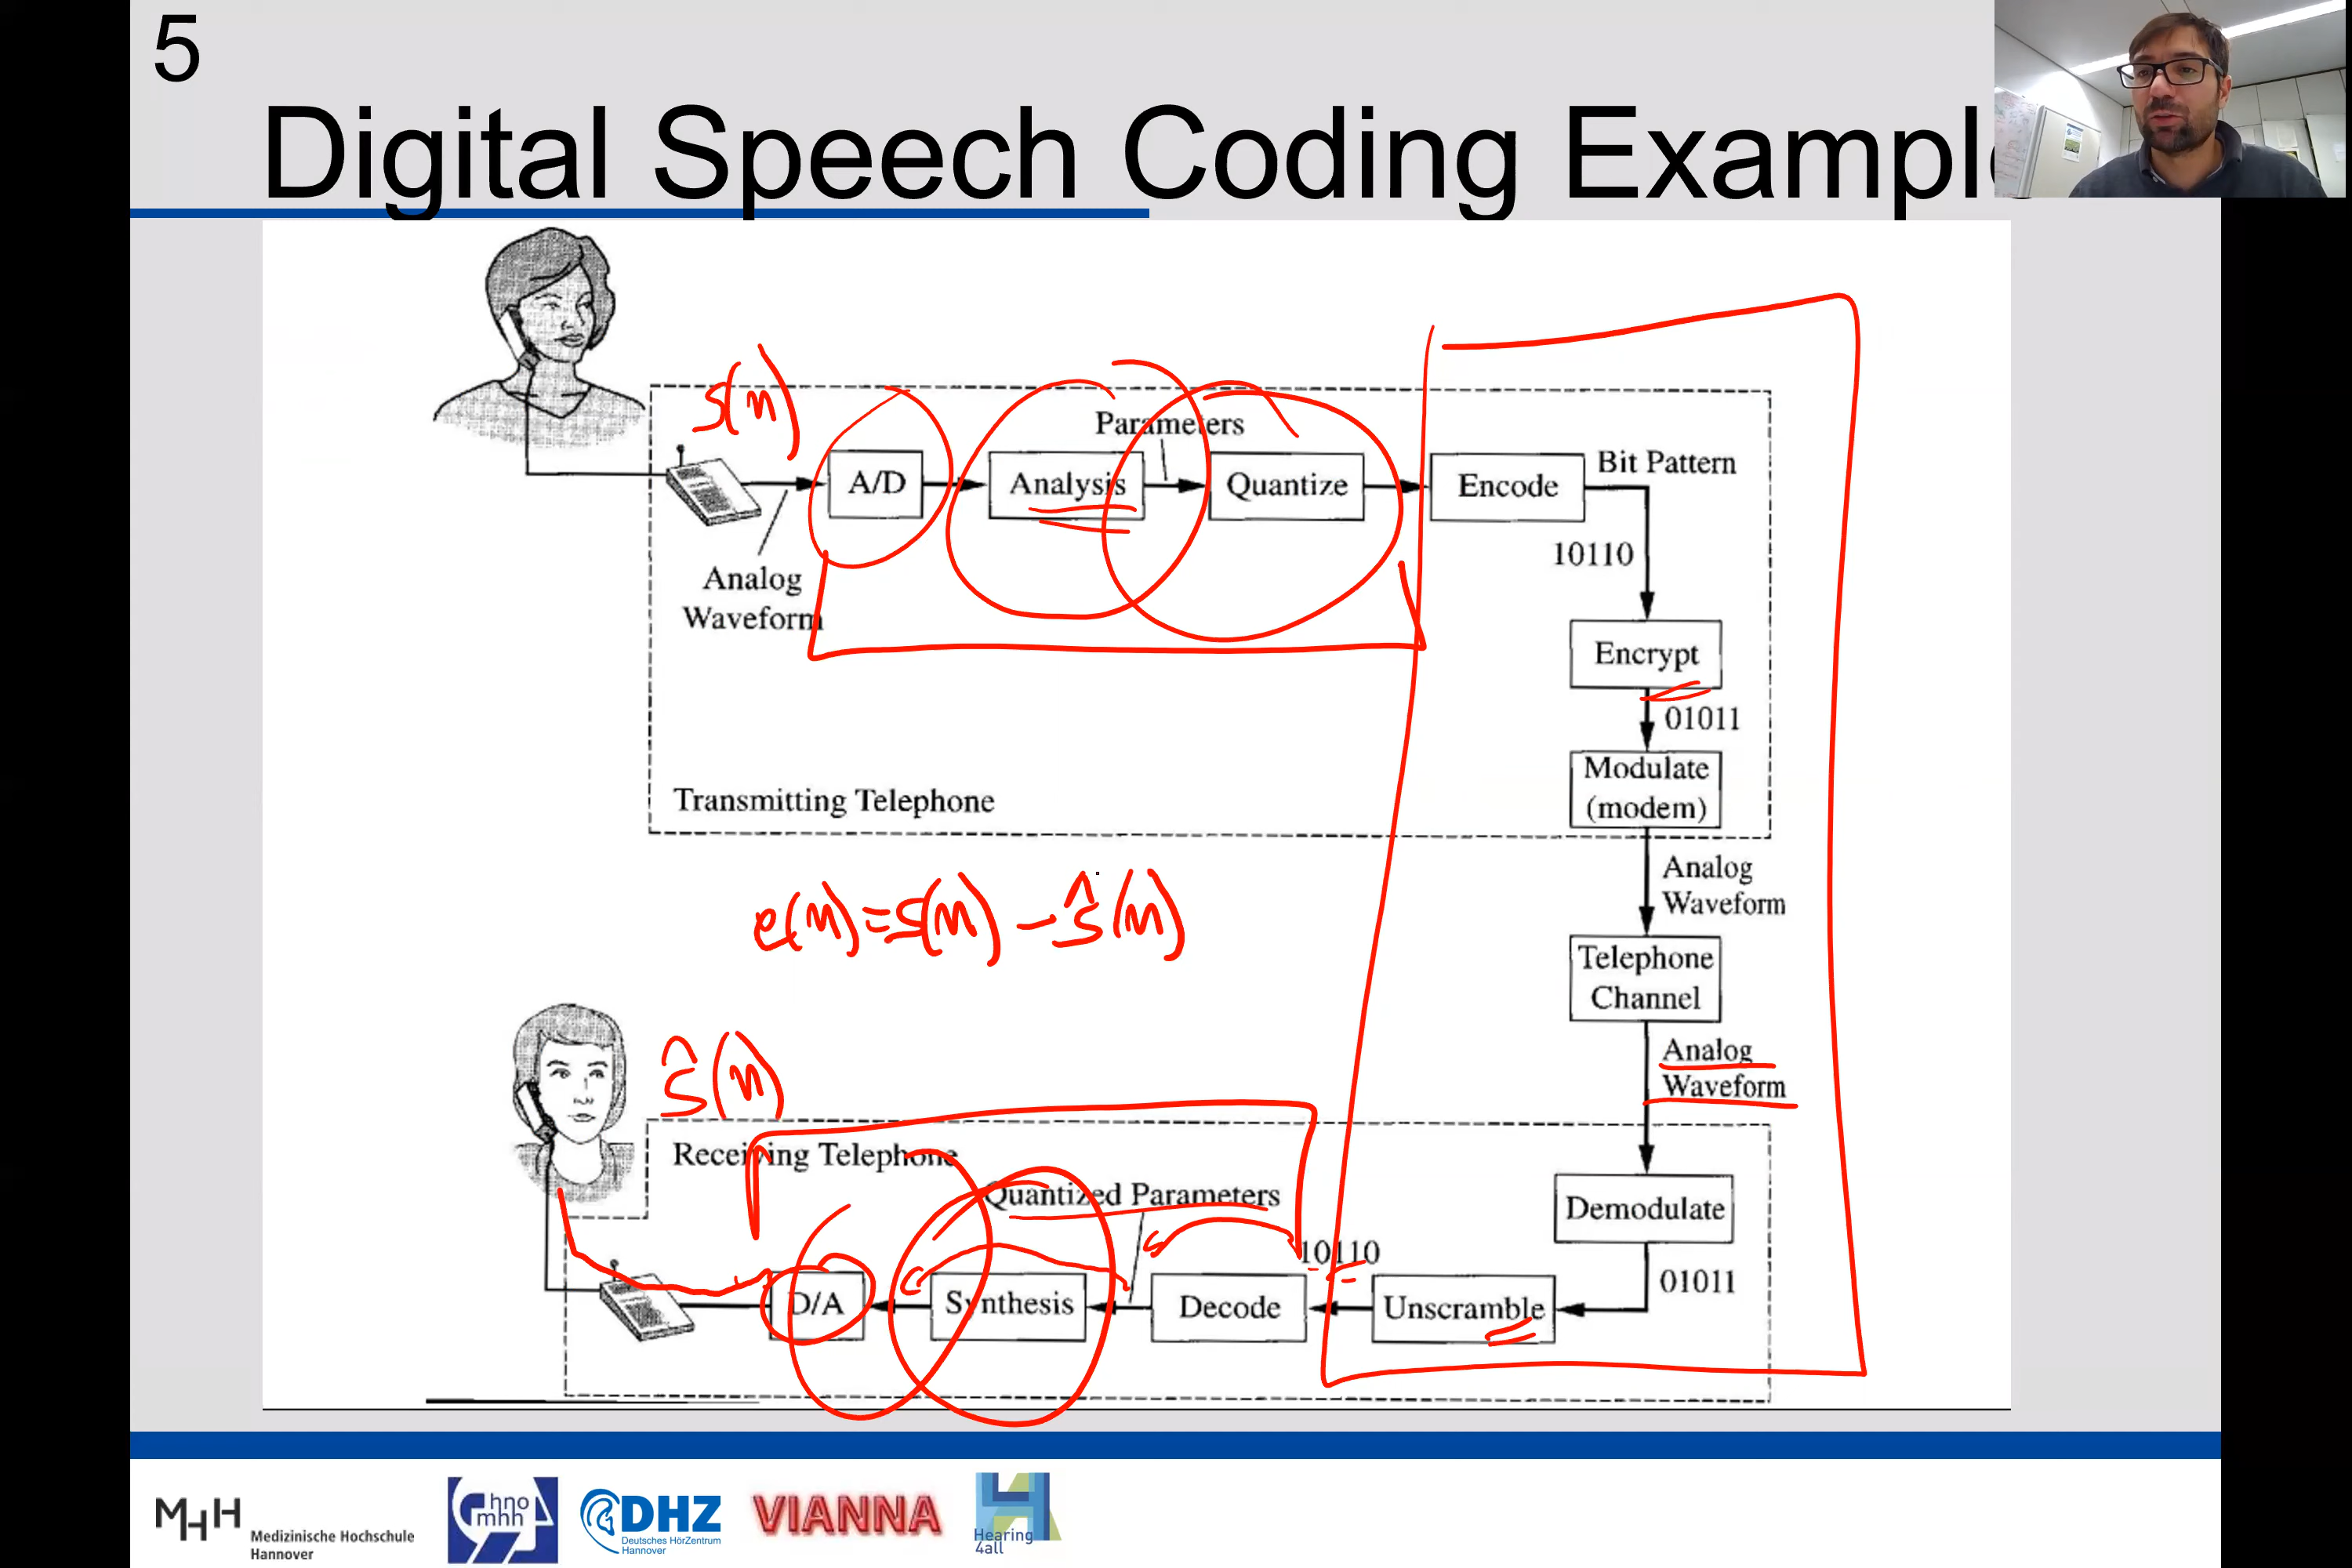 5
Digital Speech Coding Example
s(n)
Parameters
A/D
Analysis
Quantize
Encode
Bit Pattern
10110
Analog
Waveform
Encrypt
01011
Modulate
(modem)
Transmitting Telephone
Analog
Waveform
e(n)=s(n) - ŝ(n)
Telephone
Channel
Analog
Waveform
ŝ(n)
Receiving Telephone
Quantized Parameters
Demodulate
10110
01011
D/A
Synthesis
Decode
Unscramble
MHH
Medizinische Hochschule
Hannover
hno
mhh
DHZ
Deutsches HörZentrum
Hannover
VIANNA
Hearing
4all